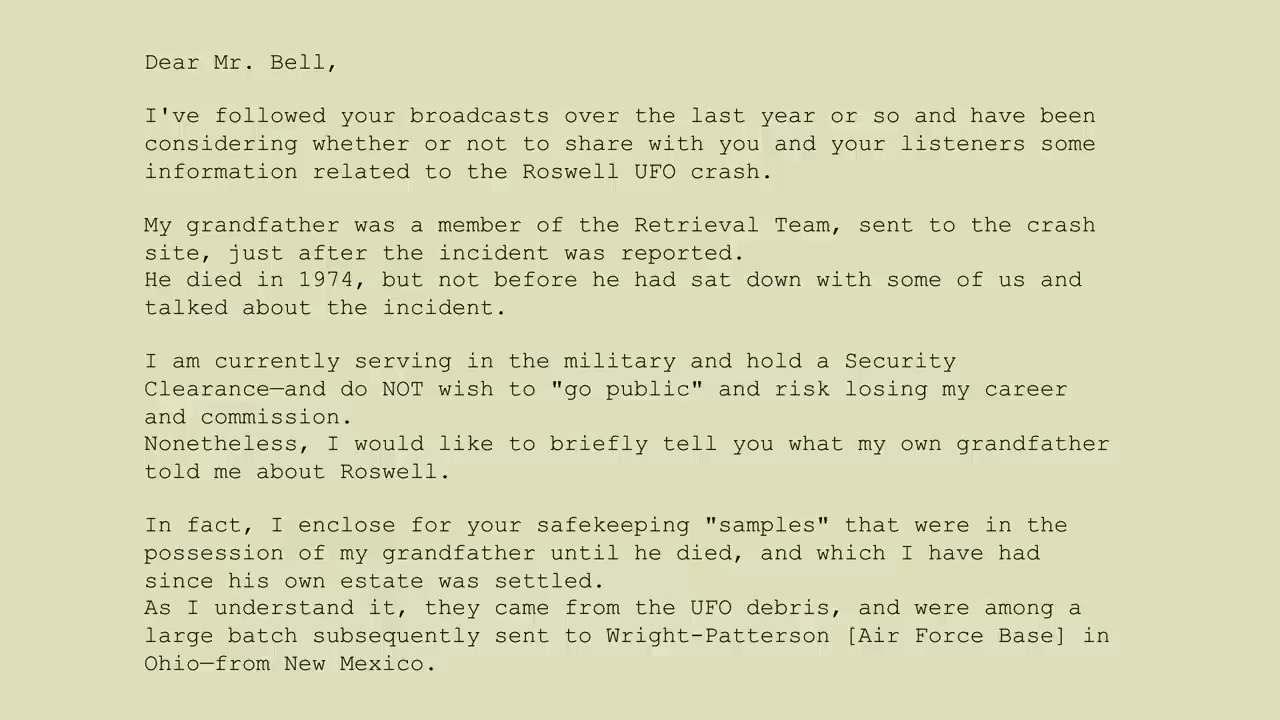 Dear Mr. Bell,
I've followed your broadcasts over the last year or so and have been
considering whether or not to share with you and your listeners some
information related to the Roswell UFO crash.
My grandfather was a member of the Retrieval Team, sent to the crash
site, just after the incident was reported.
He died in 1974, but not before he had sat down with some of us and
talked about the incident.
I am currently serving in the military and hold a Security
Clearance—and do NOT wish to "go public" and risk losing my career
and commission.
Nonetheless, I would like to briefly tell you what my own grandfather
told me about Roswell.
In fact, I enclose for your safekeeping "samples" that were in the
possession of my grandfather until he died, and which I have had
since his own estate was settled.
As I understand it, they came from the UFO debris, and were among a
large batch subsequently sent to Wright-Patterson [Air Force Base] in
Ohio—from New Mexico.